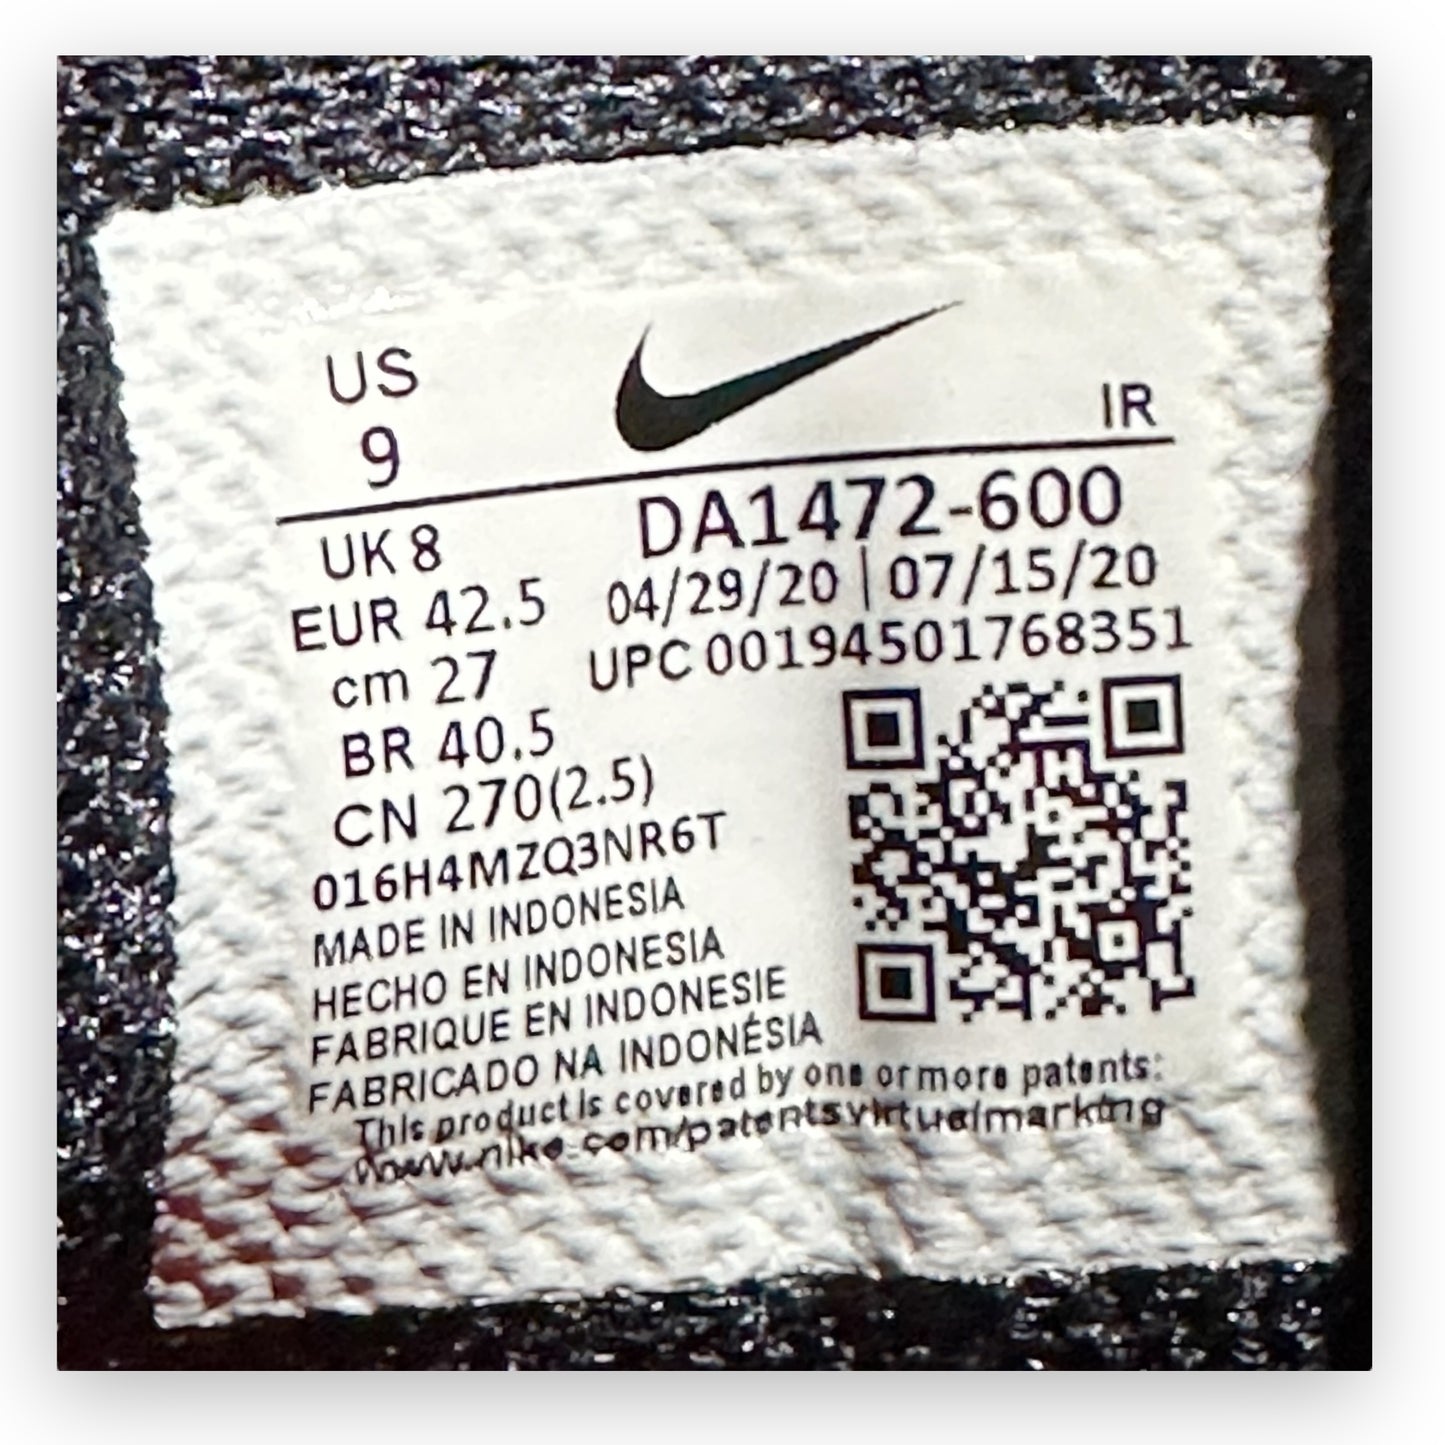 US
9
IR
UK 8
DA1472-600
EUR 42.5
04/29/20 | 07/15/20
cm 27
UPC 00194501768351
BR 40.5
CN 270(2.5)
016H4MZQ3NR6T
MADE IN INDONESIA
HECHO EN INDONESIA
FABRIQUE EN INDONESIE
FABRICADO NA INDONÉSIA
This product is covered by one or more patents:
www.nike.com/patentsvirtualmarking